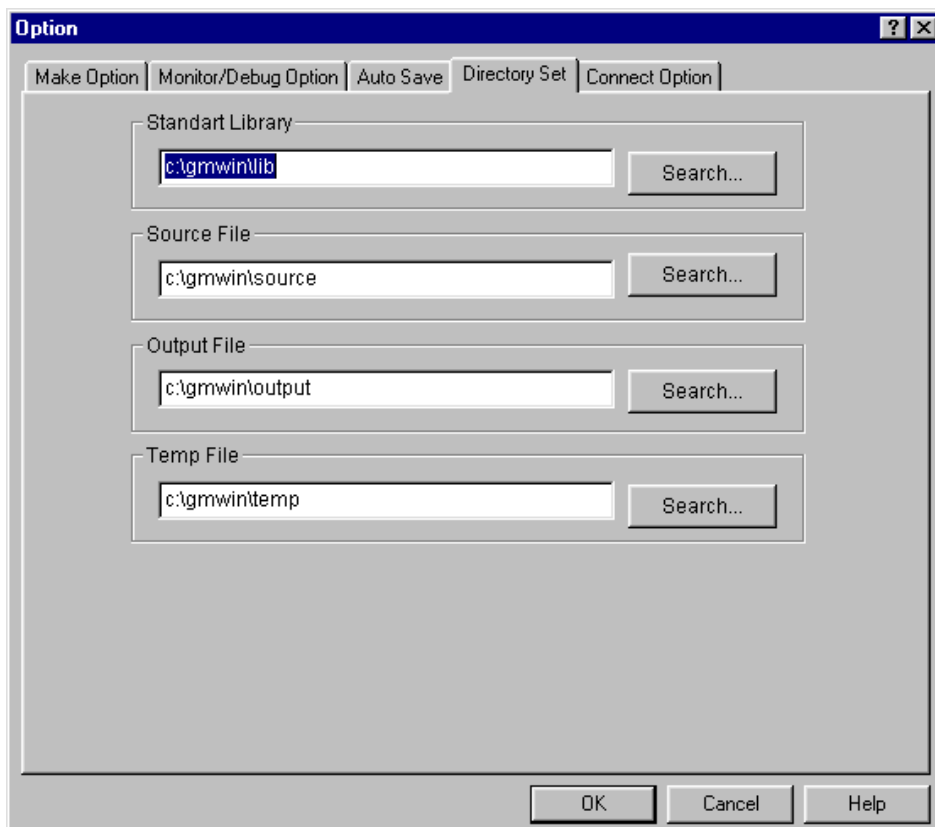 Option
Make Option Monitor/Debug Option Auto Save Directory Set Connect Option
Standart Library
c:\gmwin\lib Search...
Source File
c:\gmwin\source Search...
Output File
c:\gmwin\output Search...
Temp File
c:\gmwin\temp Search...
OK Cancel Help